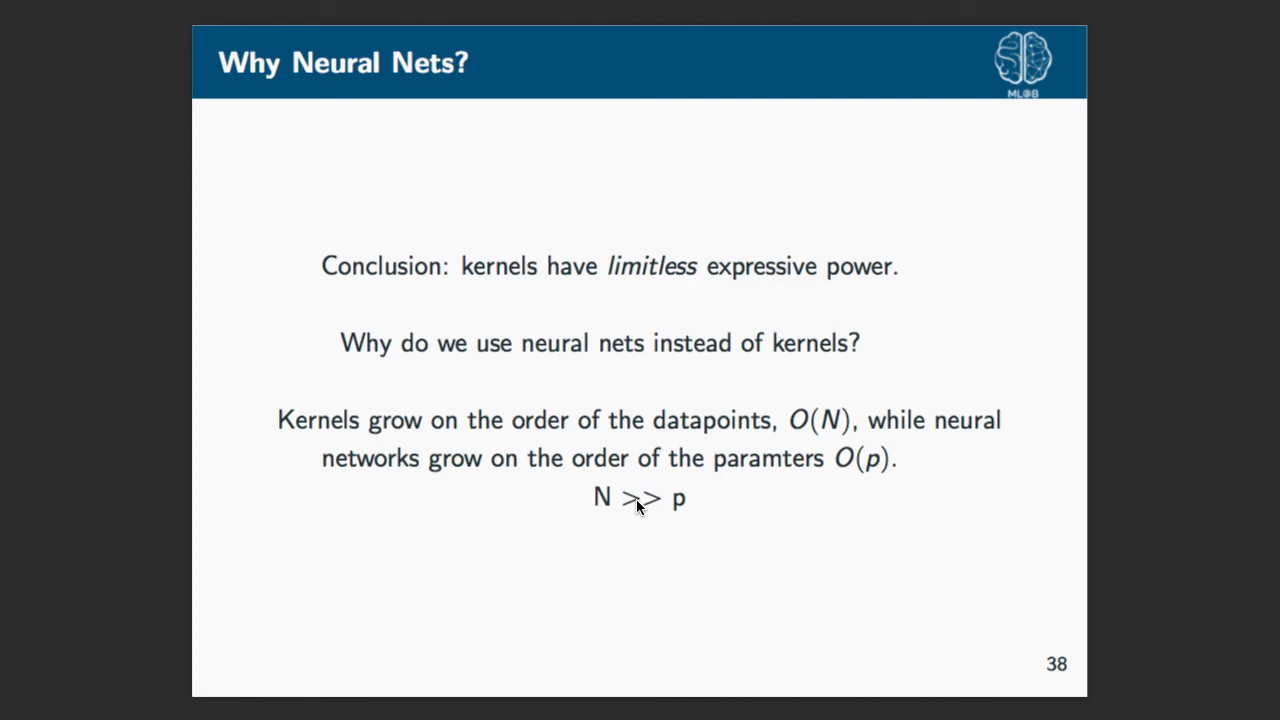 Why Neural Nets?
ML@B
Conclusion: kernels have limitless expressive power.
Why do we use neural nets instead of kernels?
Kernels grow on the order of the datapoints, O(N), while neural
networks grow on the order of the paramters O(p).
N >> p
38